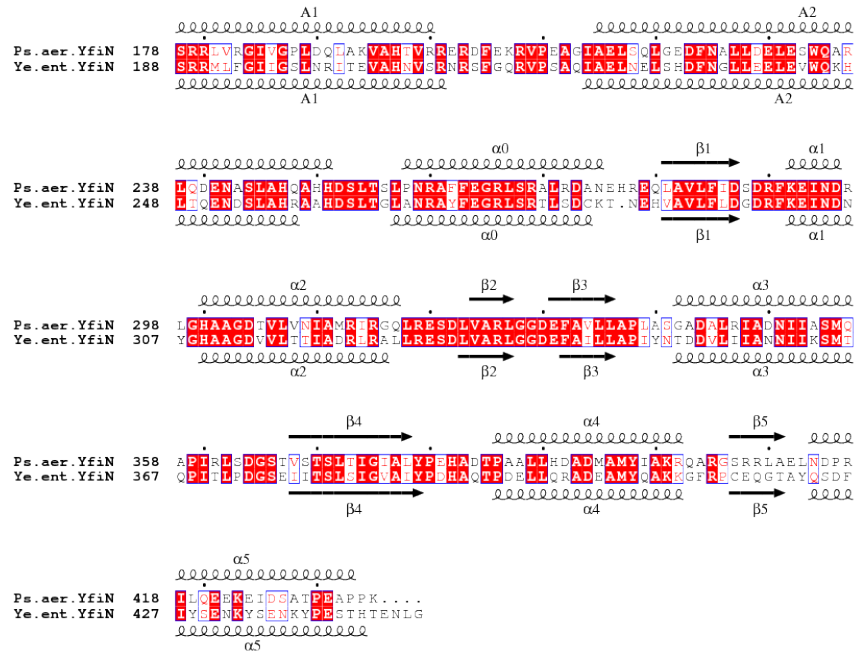 A1 A2
Ps.aer.YfiN 178 SRRLVRGIVGPLDQLAKVAHTVRRERDFEKRVPEAGIAELSQLGEDFNALLDELESWQAR
Ye.ent.YfiN 188 SRRMLFGIIGSLNRITEVAHNVSRNRSFGQRVPSAQIAELNELSHDFNGLLEELEVWQKH
A1 A2
α0 β1 α1
Ps.aer.YfiN 238 LQDENASLAHQAHHDSLTSLPNRAFFEGRLSRALRDANEHREQLAVLFIDSDRFKEINDR
Ye.ent.YfiN 248 LTQENDSLAHRAAHDSLTGLANRAYFEGRLSRTLSDCKT.NEHVAVLFLDGDRFKEINDN
α0 β1 α1
α2 β2 β3 α3
Ps.aer.YfiN 298 LGHAAGDTVLVNIAMRIRGQLRESDLVARLGGDEFAVLLAPLASGADALRIADNIIASMQ
Ye.ent.YfiN 307 YGHAAGDVVLTTIADRLRALLRESDLVARLGGDEFAILLAPIYNTDDVLTIANNIIKSMT
α2 β2 β3 α3
β4 α4 β5
Ps.aer.YfiN 358 APIRLSDGSTVSTSLTIGIALYPEHADTPAALLHDADMAMYIAKRQARGSRRLAELNDPR
Ye.ent.YfiN 367 QPITLPDGSEIITSLSIGVAIYPDHAQTPDELLQRADEAMYQAKKGFRPCEQGTAYQSDF
β4 α4 β5
α5
Ps.aer.YfiN 418 ILQEEKEIDSATPEAPPK....
Ye.ent.YfiN 427 IYSENKYSENKYPESTHTENLG
α5